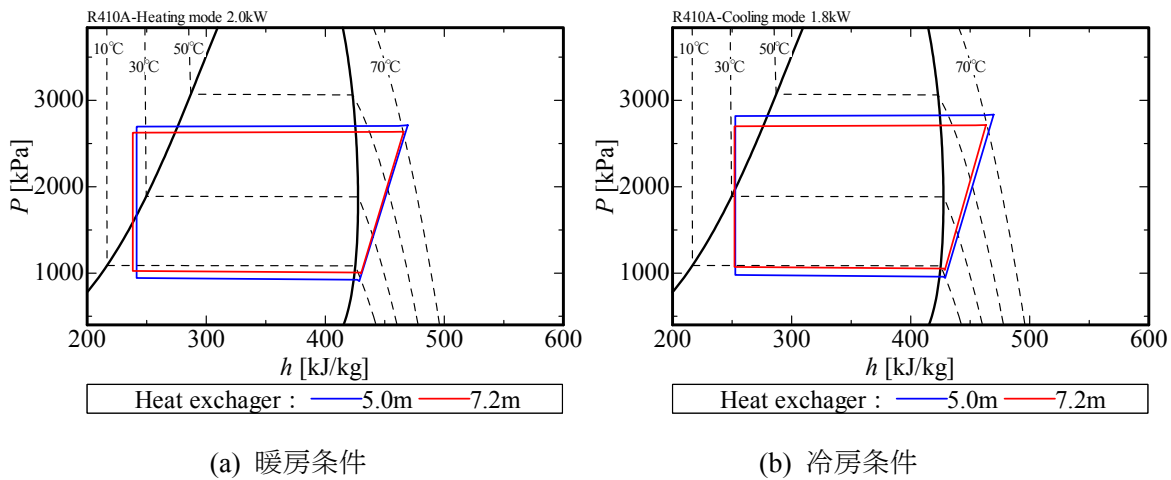 R410A-Heating mode 2.0kW
10℃
30℃
50℃
70℃
3000
2000
1000
P [kPa]
200 300 400 500 600
h [kJ/kg]
Heat exchager : 5.0m 7.2m
(a) 暖房条件
R410A-Cooling mode 1.8kW
10℃
30℃
50℃
70℃
3000
2000
1000
P [kPa]
200 300 400 500 600
h [kJ/kg]
Heat exchager : 5.0m 7.2m
(b) 冷房条件